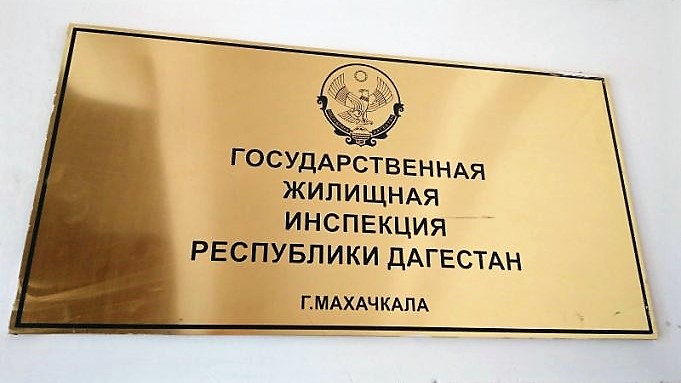 ГОСУДАРСТВЕННАЯ
ЖИЛИЩНАЯ
ИНСПЕКЦИЯ
РЕСПУБЛИКИ ДАГЕСТАН
Г.МАХАЧКАЛА